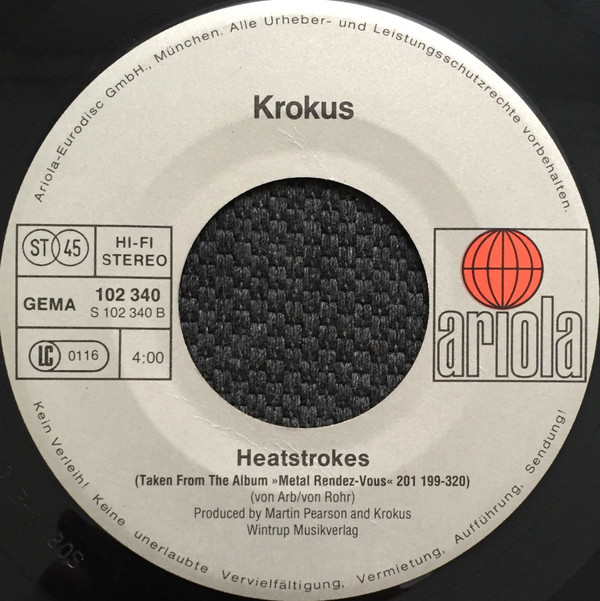 Ariola-Eurodisc GmbH., München. Alle Urheber- und Leistungsschutzrechte vorbehalten.
Krokus
ST 45
HI-FI
STEREO
GEMA
102 340
S 102 340 B
LC 0116
4:00
ariola
Heatstrokes
(Taken From The Album »Metal Rendez-Vous« 201 199-320)
(von Arb/von Rohr)
Produced by Martin Pearson and Krokus
Wintrup Musikverlag
Kein Verleih! Keine unerlaubte Vervielfältigung, Vermietung, Aufführung, Sendung!